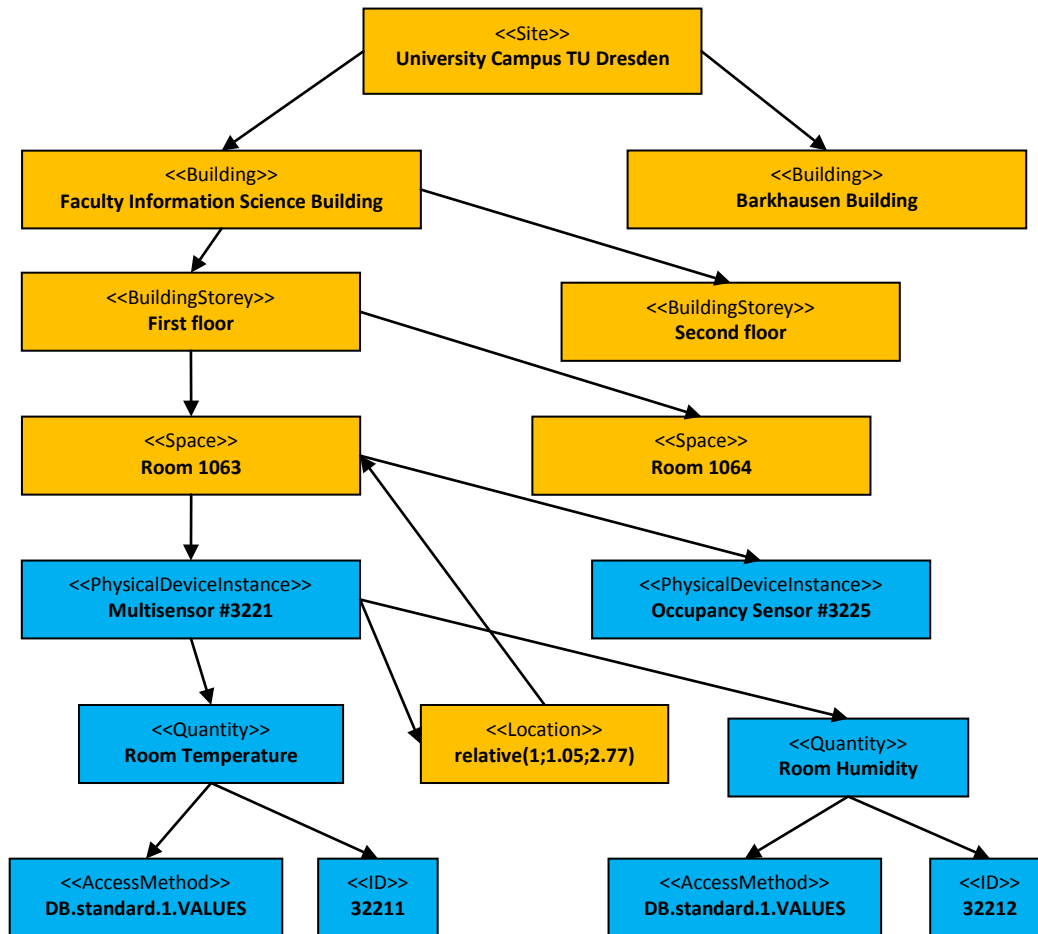 <<Site>>
University Campus TU Dresden
<<Building>>
Faculty Information Science Building
<<Building>>
Barkhausen Building
<<BuildingStorey>>
First floor
<<BuildingStorey>>
Second floor
<<Space>>
Room 1063
<<Space>>
Room 1064
<<PhysicalDeviceInstance>>
Multisensor #3221
<<PhysicalDeviceInstance>>
Occupancy Sensor #3225
<<Quantity>>
Room Temperature
<<Location>>
relative(1;1.05;2.77)
<<Quantity>>
Room Humidity
<<AccessMethod>>
DB.standard.1.VALUES
<<ID>>
32211
<<AccessMethod>>
DB.standard.1.VALUES
<<ID>>
32212